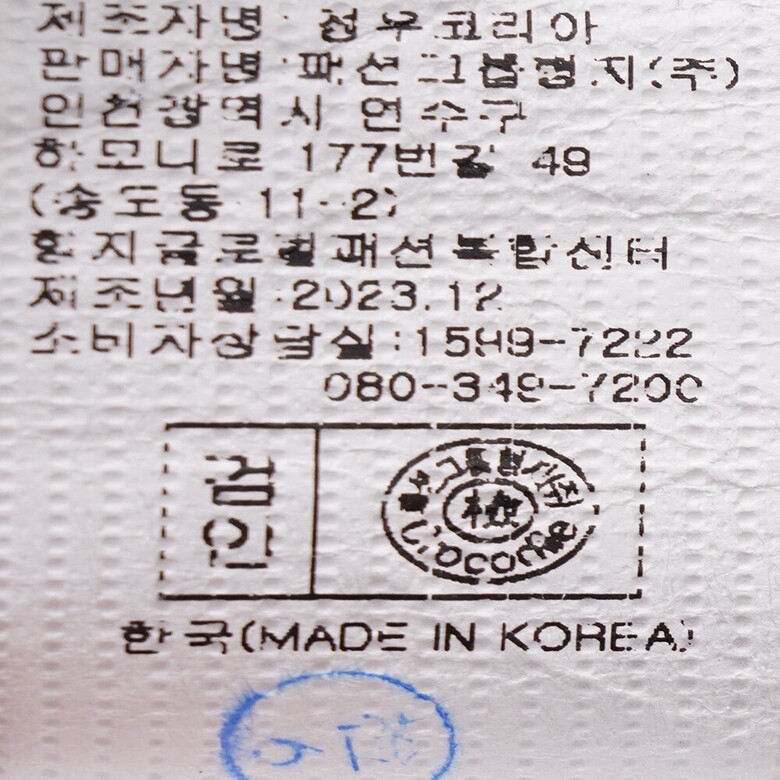 제조자명: 정우코리아
판매자명: 패션그룹형지(주)
인천광역시 연수구
하모니로 177번길 49
(송도동 11-2)
형지글로벌패션복합센터
제조년월:2023.12
소비자상담실:1599-7222
080-349-7200
검인
檢
한국(MADE IN KOREA)